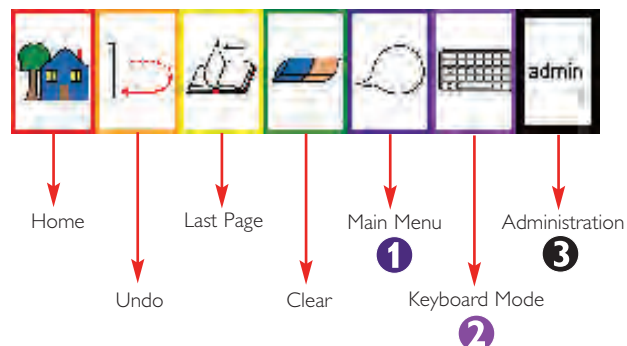 admin
Home
Last Page
Main Menu
Administration
1
3
Undo
Clear
Keyboard Mode
2